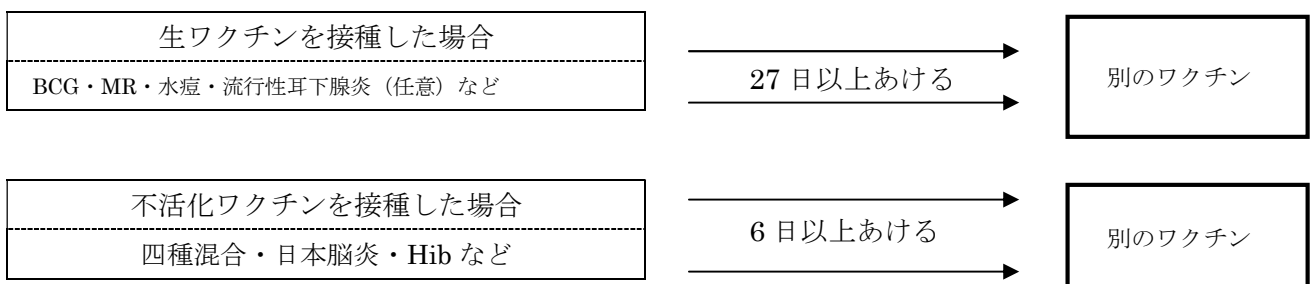 生ワクチンを接種した場合
BCG・MR・水痘・流行性耳下腺炎（任意）など
27 日以上あける
別のワクチン
不活化ワクチンを接種した場合
四種混合・日本脳炎・Hib など
6 日以上あける
別のワクチン